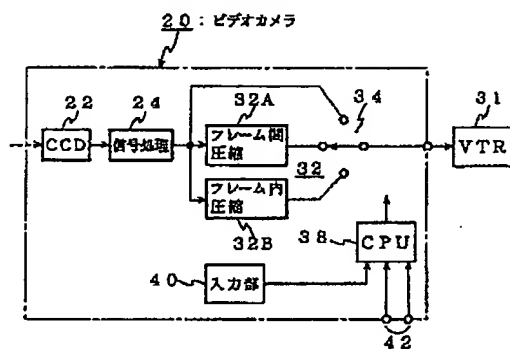 20:ビデオカメラ
22
24
32A
34
31
CCD
信号処理
フレーム間
圧縮
VTR
32
フレーム内
圧縮
32B
38
CPU
40
入力部
42